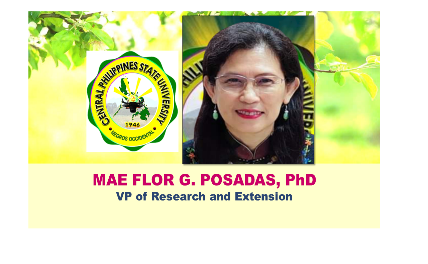 CENTRAL PHILIPPINES STATE UNIVERSITY
1946
NEGROS OCCIDENTAL
MAE FLOR G. POSADAS, PhD
VP of Research and Extension